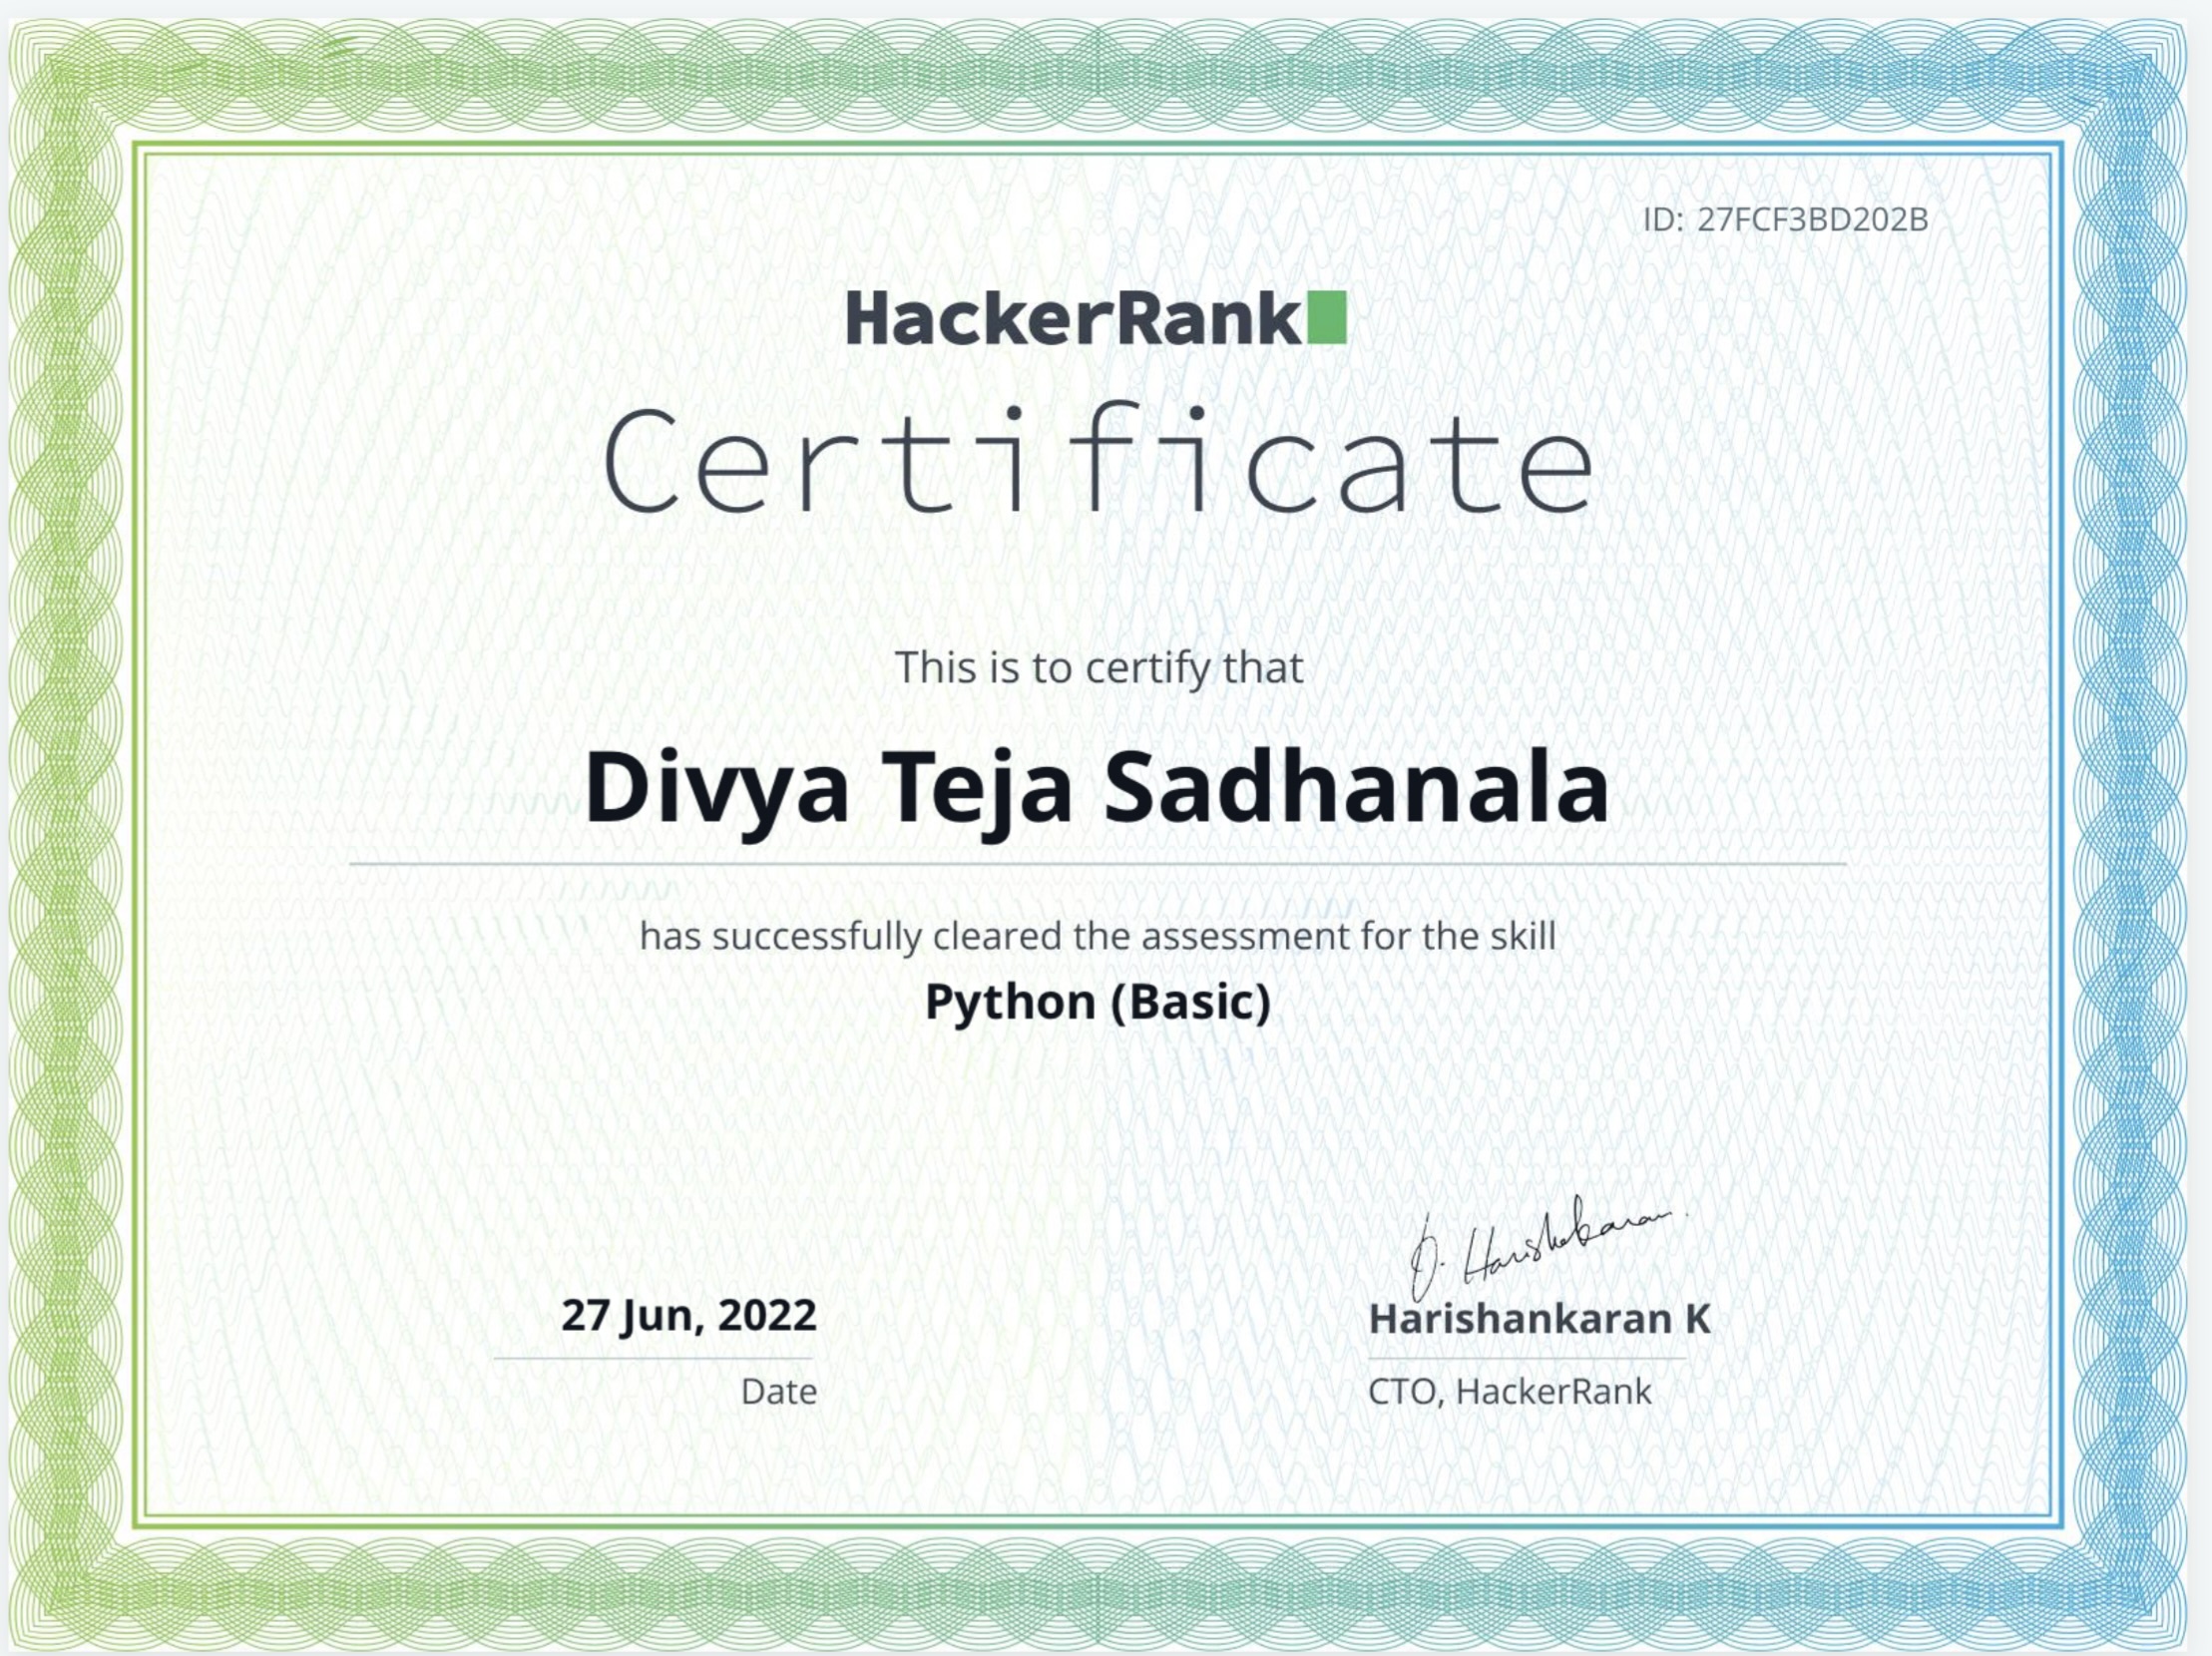 ID: 27FCF3BD202B
HackerRank
Certificate
This is to certify that
Divya Teja Sadhanala
has successfully cleared the assessment for the skill
Python (Basic)
27 Jun, 2022
Date
O. Harishankaran.
Harishankaran K
CTO, HackerRank